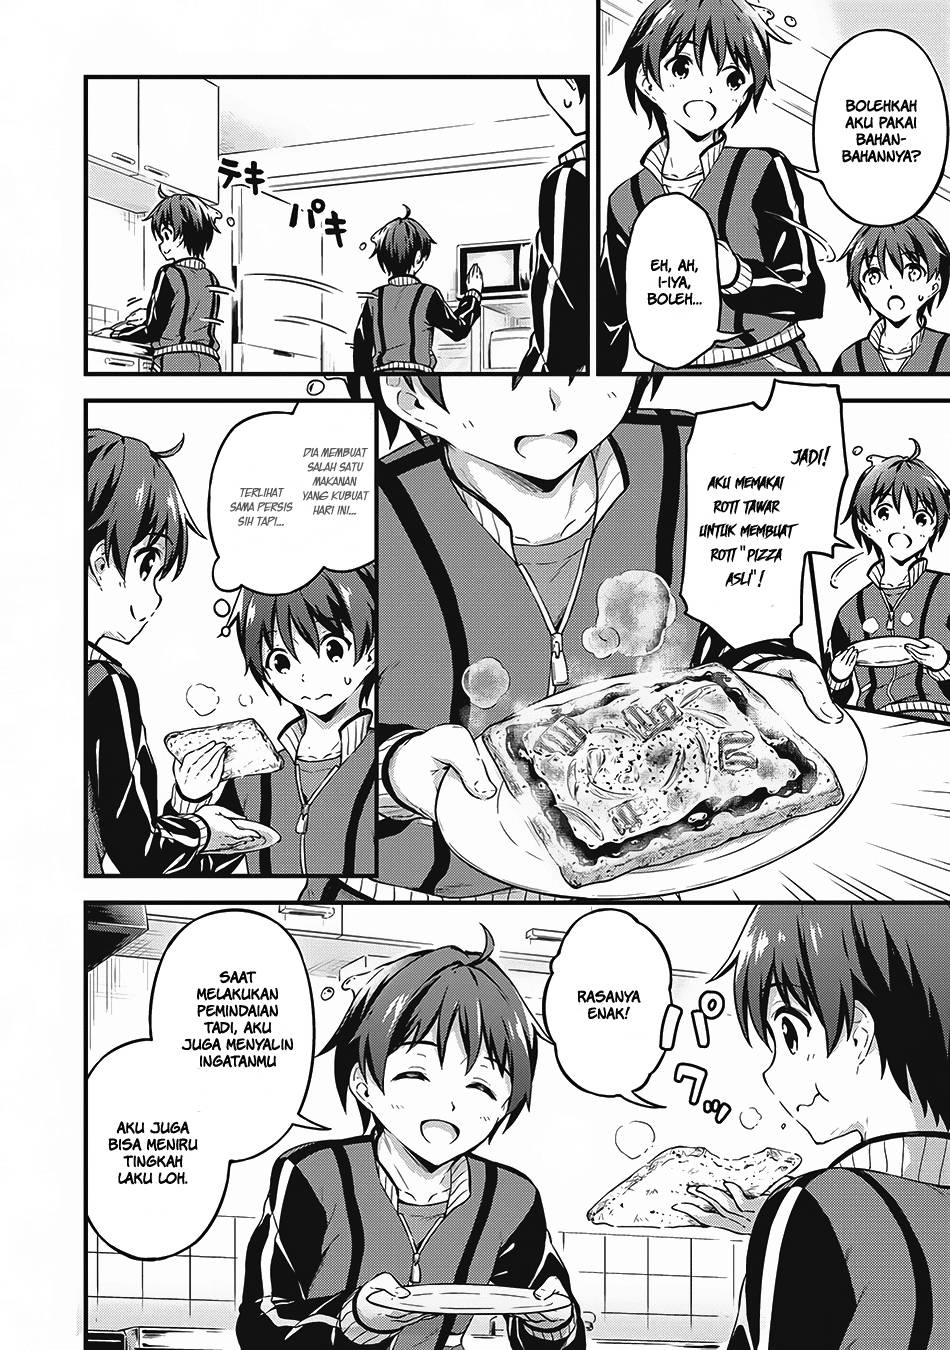 BOLEHKAH
AKU PAKAI
BAHAN-
BAHANNYA?
EH, AH,
I-IYA,
BOLEH...
テキ
パキ
JADI!
AKU MEMAKAI
ROTI TAWAR
UNTUK MEMBUAT
ROTI "PIZZA
ASLI"!
DIA MEMBUAT
SALAH SATU
MAKANAN
YANG KUBUAT
HARI INI...
TERLIHAT
SAMA PERSIS
SIH TAPI...
パクッ
RASANYA
ENAK!
SAAT
MELAKUKAN
PEMINDAIAN
TADI, AKU
JUGA MENYALIN
INGATANMU
AKU JUGA
BISA MENIRU
TINGKAH
LAKU LOH.